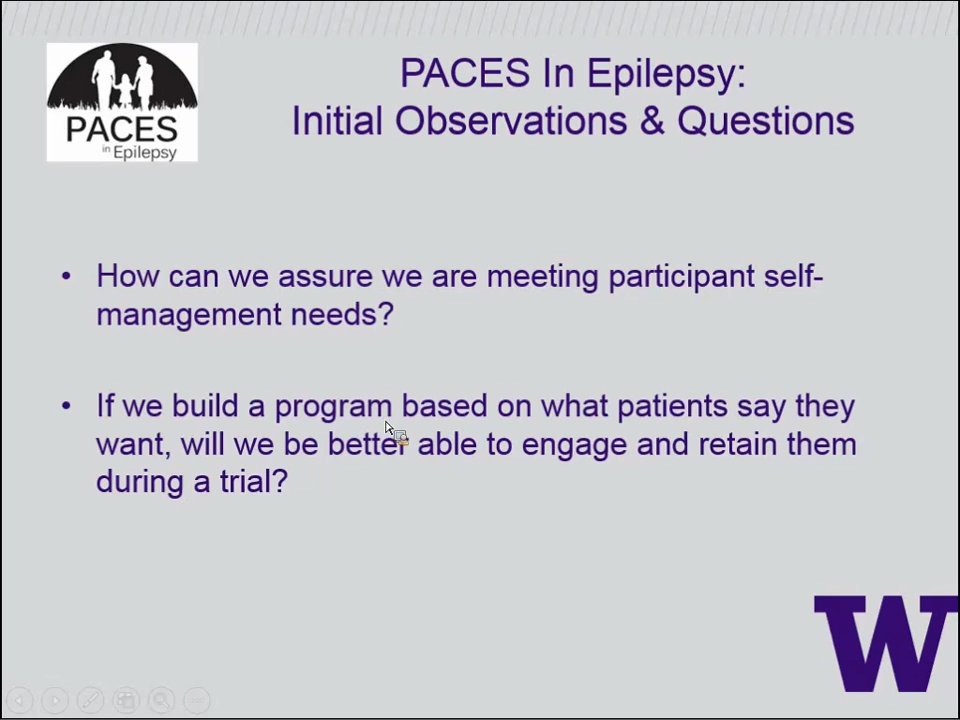 PACES In Epilepsy:
Initial Observations & Questions
PACES
in Epilepsy
• How can we assure we are meeting participant self-
management needs?
• If we build a program based on what patients say they
want, will we be better able to engage and retain them
during a trial?
W